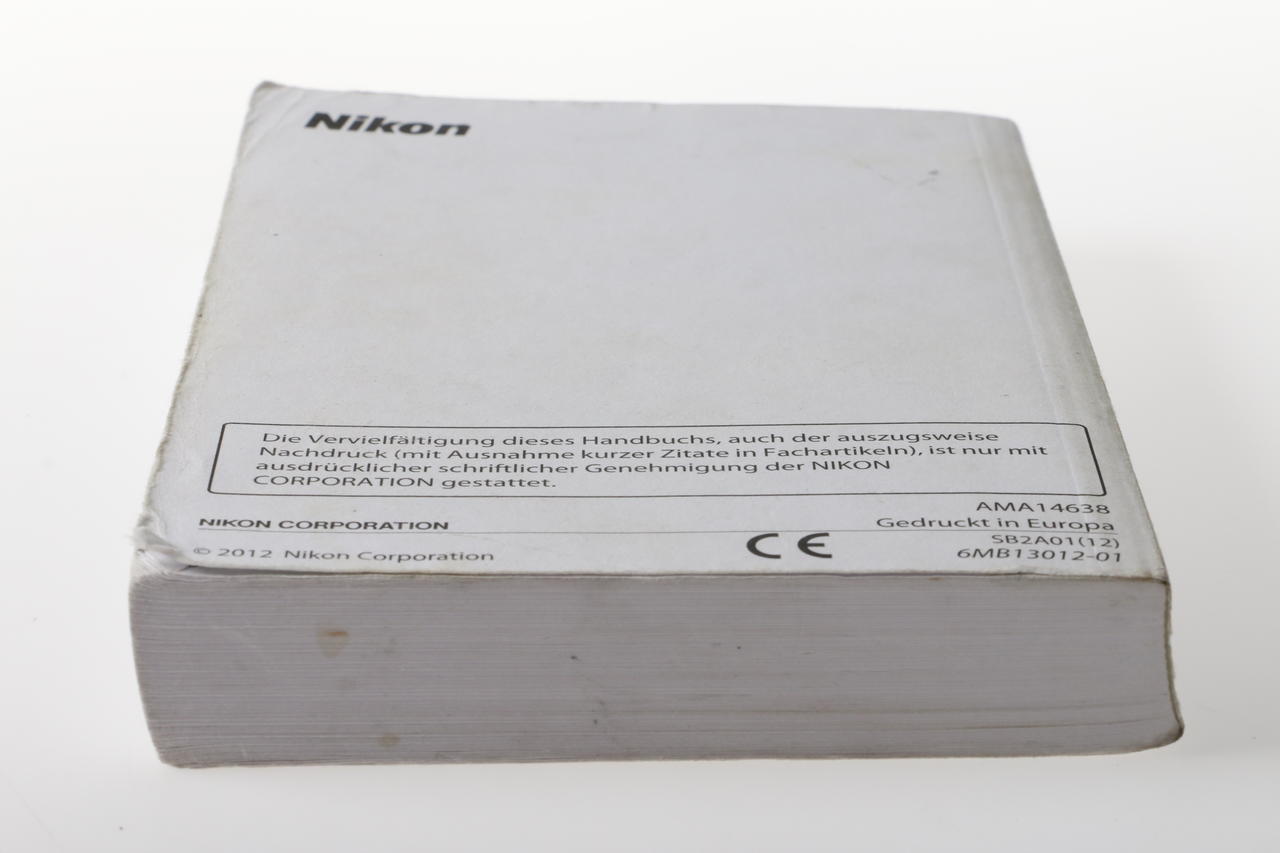 Nikon
Die Vervielfältigung dieses Handbuchs, auch der auszugsweise
Nachdruck (mit Ausnahme kurzer Zitate in Fachartikeln), ist nur mit
ausdrücklicher schriftlicher Genehmigung der NIKON
CORPORATION gestattet.
AMA14638
NIKON CORPORATION
Gedruckt in Europa
© 2012 Nikon Corporation
CE
SB2A01(12)
6MB13012-01